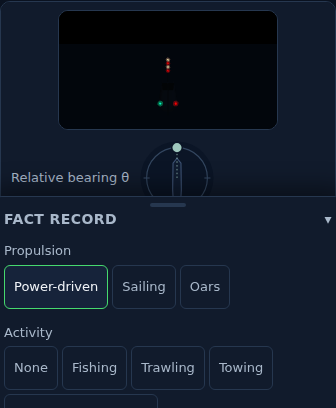 Relative bearing θ
FACT RECORD ▼
Propulsion
Power-driven Sailing Oars
Activity
None Fishing Trawling Towing